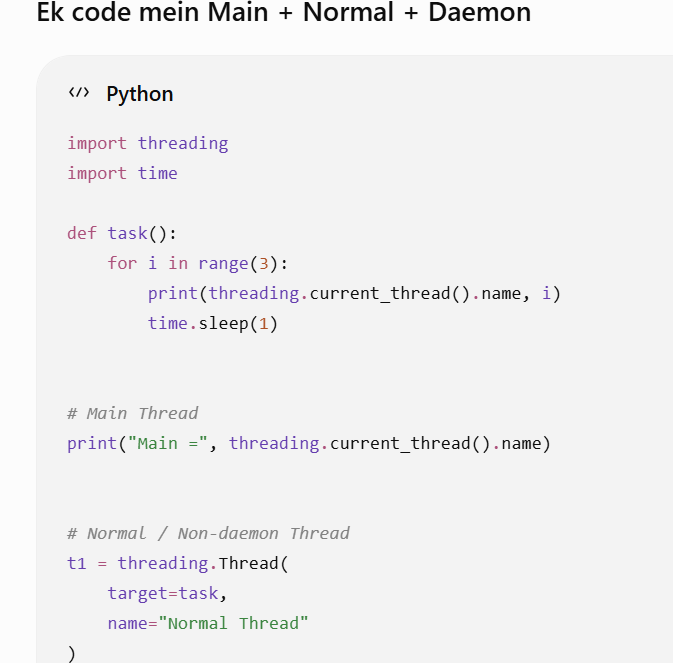 Ek code mein Main + Normal + Daemon
</> Python
import threading
import time
def task():
    for i in range(3):
        print(threading.current_thread().name, i)
        time.sleep(1)
# Main Thread
print("Main =", threading.current_thread().name)
# Normal / Non-daemon Thread
t1 = threading.Thread(
    target=task,
    name="Normal Thread"
)